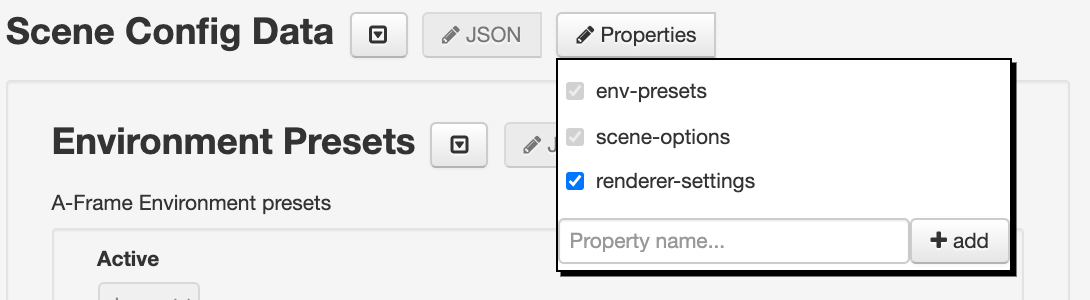 Scene Config Data JSON Properties
env-presets
Environment Presets
scene-options
renderer-settings
A-Frame Environment presets
Property name... add
Active